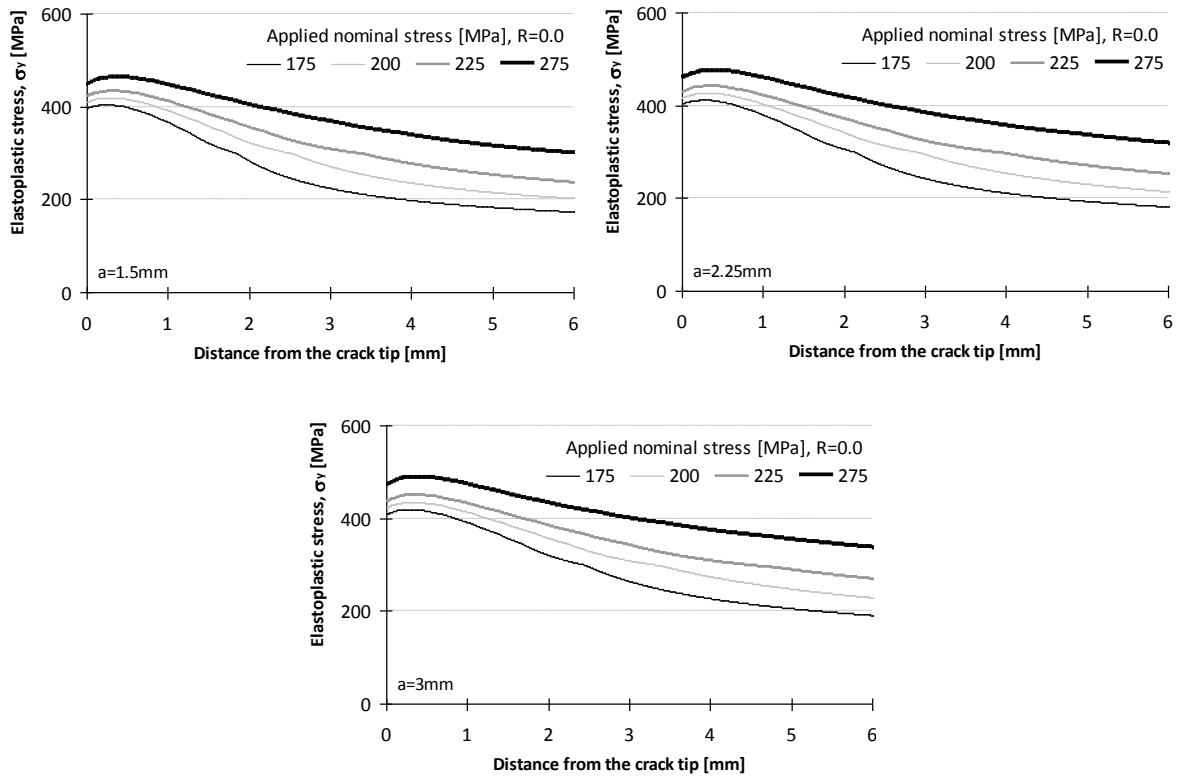 Elastoplastic stress, σy [MPa]
600
400
200
0
Applied nominal stress [MPa], R=0.0
175 200 225 275
a=1.5mm
0 1 2 3 4 5 6
Distance from the crack tip [mm]
Elastoplastic stress, σy [MPa]
600
400
200
0
Applied nominal stress [MPa], R=0.0
175 200 225 275
a=2.25mm
0 1 2 3 4 5 6
Distance from the crack tip [mm]
Elastoplastic stress, σy [MPa]
600
400
200
0
Applied nominal stress [MPa], R=0.0
175 200 225 275
a=3mm
0 1 2 3 4 5 6
Distance from the crack tip [mm]